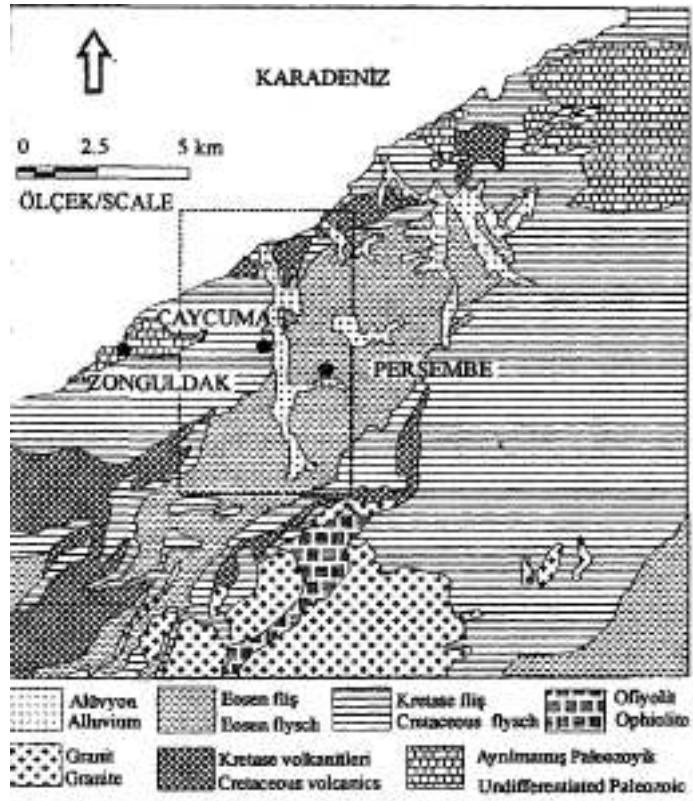 KARADENİZ
0 2.5 5 km
ÖLÇEK/SCALE
ÇAYCUMA
ZONGULDAK
PERŞEMBE
Alüvyon
Alluvium
Eosen fliş
Eosen flysch
Kretase fliş
Cretaceous flysch
Ofiyolit
Ophiolite
Granit
Granite
Kretase volkanitleri
Cretaceous volcanics
Ayrılmamış Paleozoyik
Undifferentiated Paleozoic